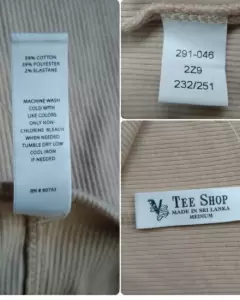 59% COTTON
39% POLYESTER
2% ELASTANE
MACHINE WASH
COLD WITH
LIKE COLORS
ONLY NON-
CHLORINE BLEACH
WHEN NEEDED
TUMBLE DRY LOW
COOL IRON
IF NEEDED
291-046
2Z9
232/251
TEE SHOP
MADE IN SRI LANKA
MEDIUM